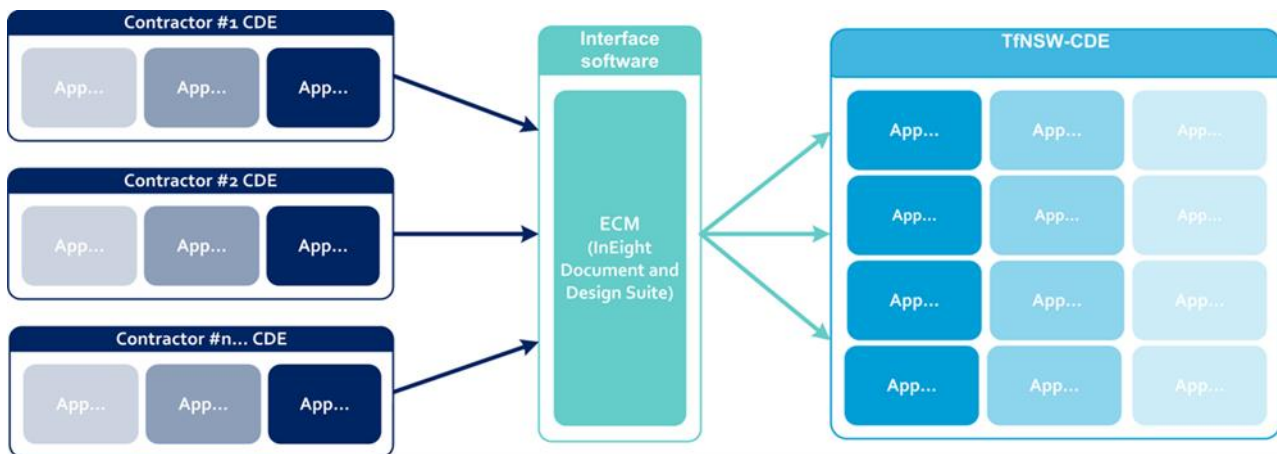 Contractor #1 CDE
App... App... App...
Contractor #2 CDE
App... App... App...
Contractor #n... CDE
App... App... App...
Interface
software
ECM
(InEight
Document and
Design Suite)
TfNSW-CDE
App... App... App...
App... App... App...
App... App... App...
App... App... App...